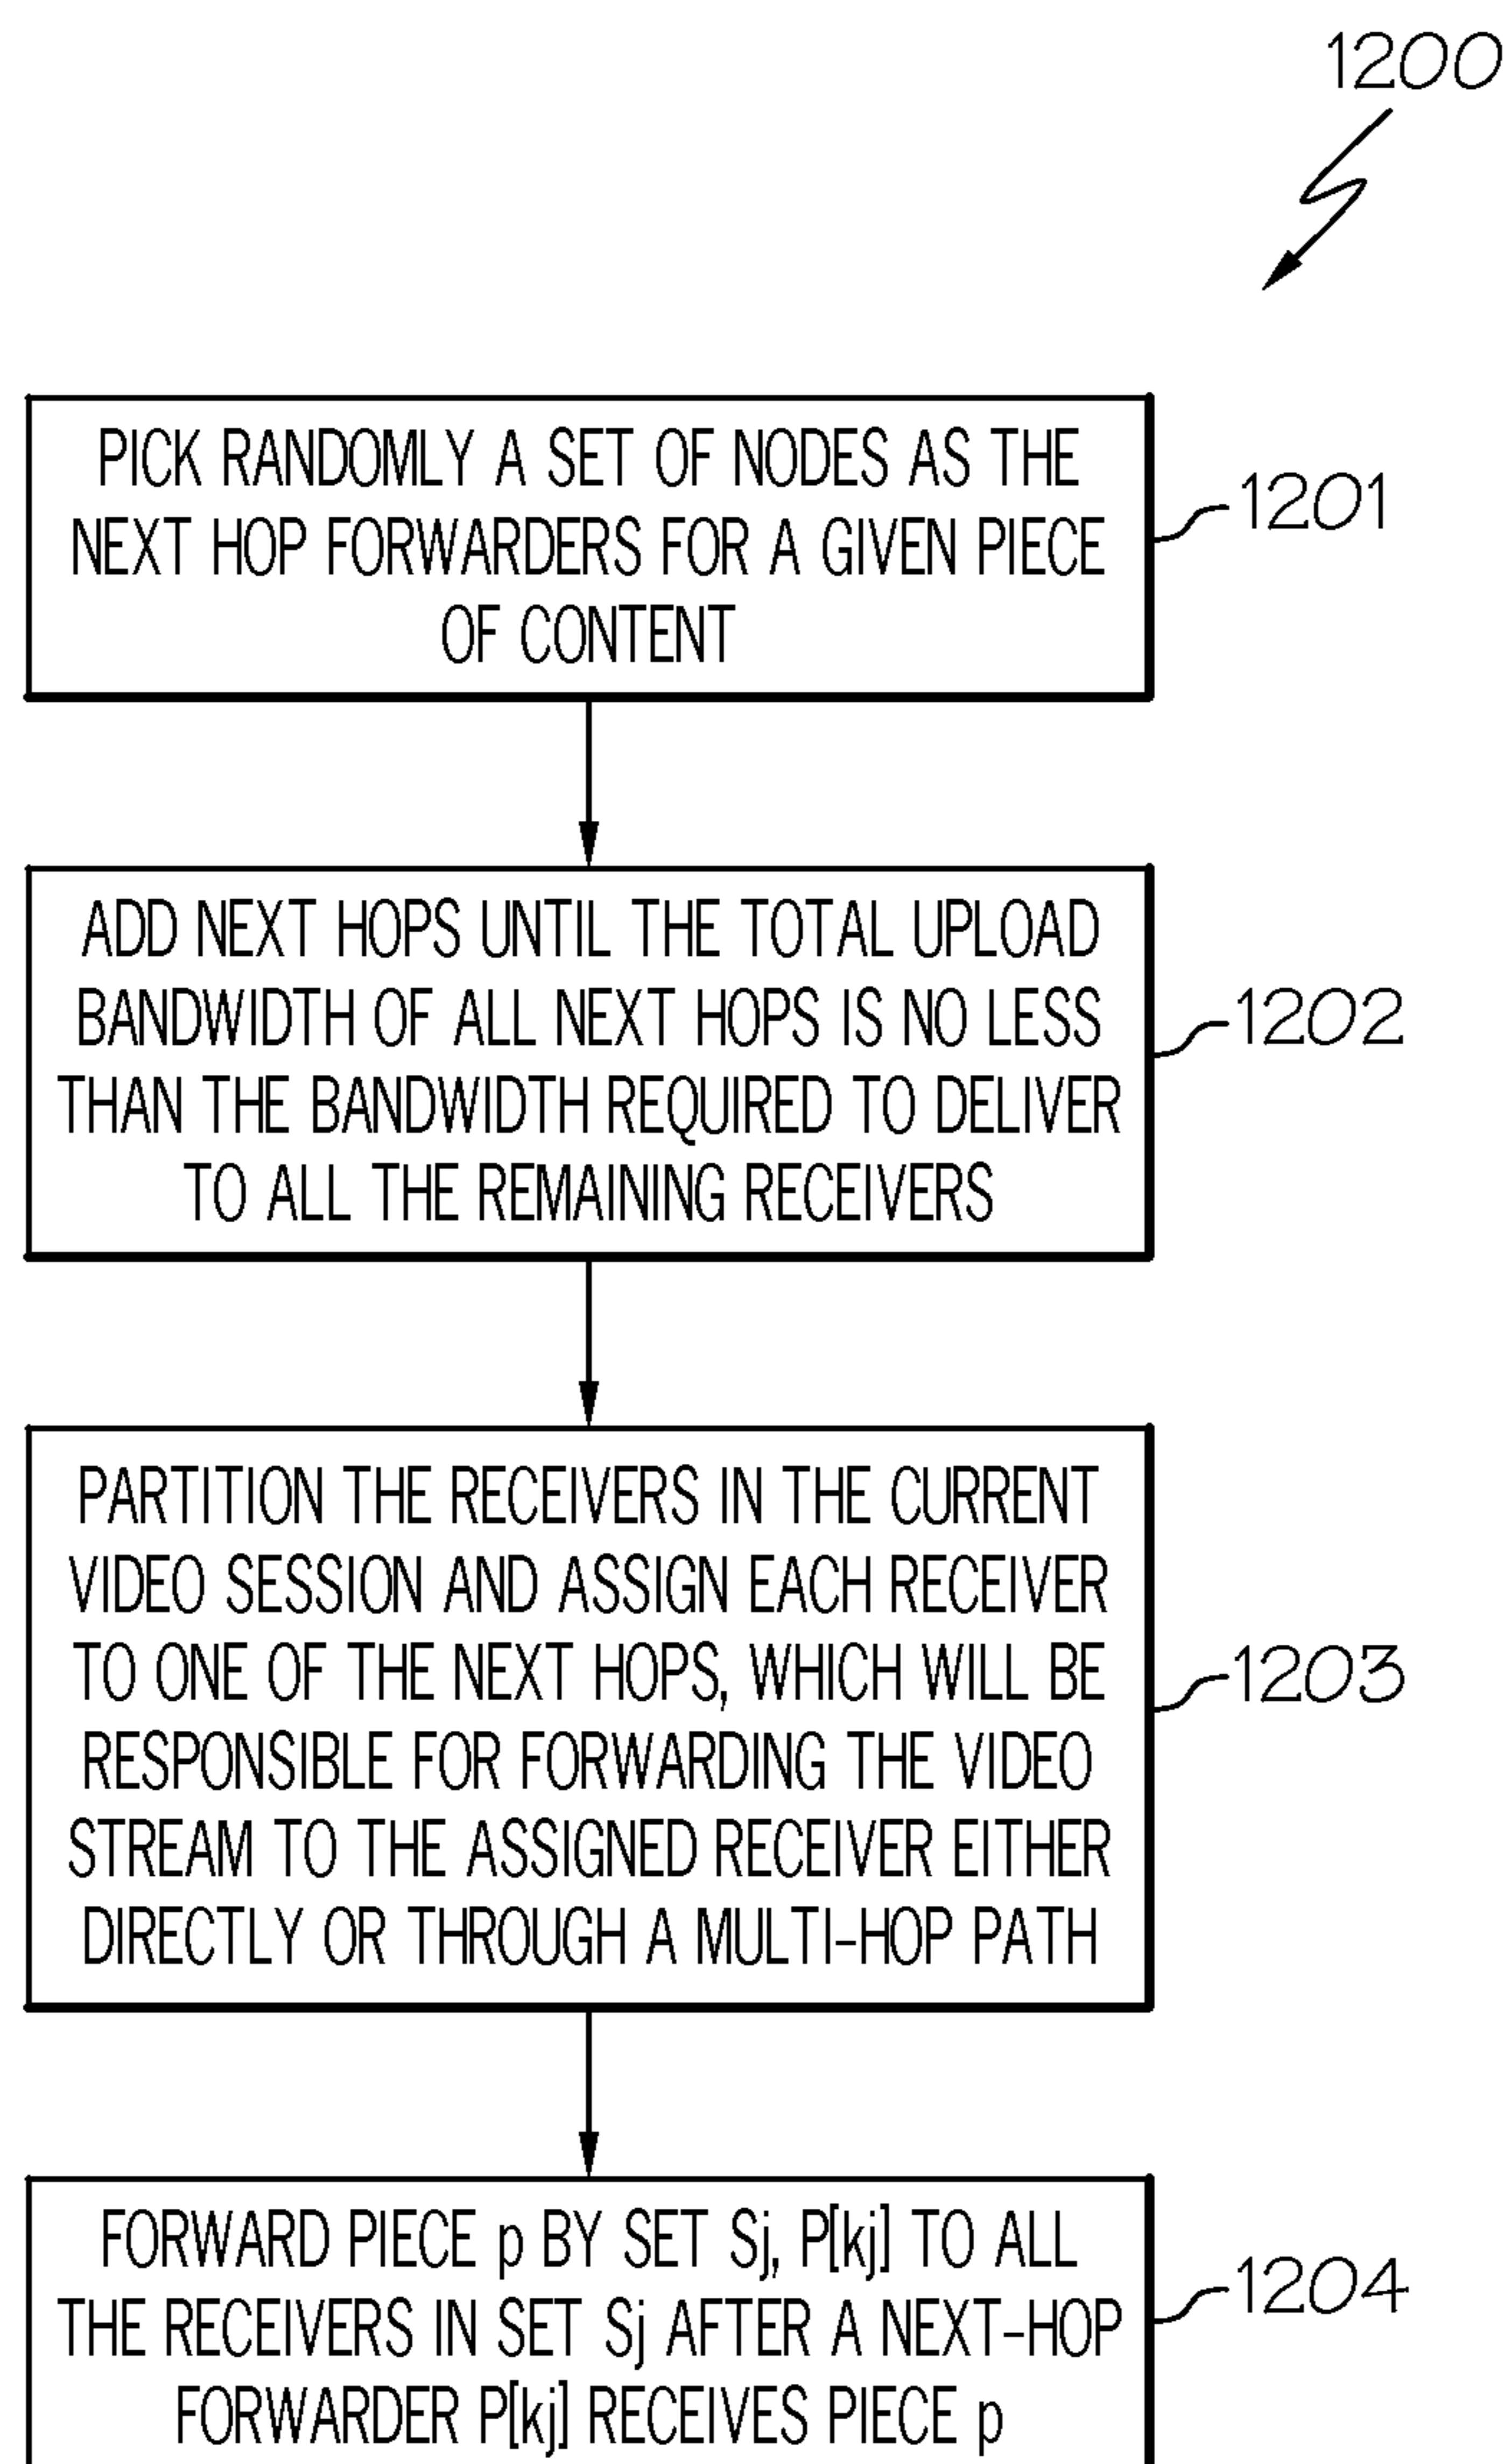 1200
PICK RANDOMLY A SET OF NODES AS THE
NEXT HOP FORWARDERS FOR A GIVEN PIECE
OF CONTENT
1201
ADD NEXT HOPS UNTIL THE TOTAL UPLOAD
BANDWIDTH OF ALL NEXT HOPS IS NO LESS
THAN THE BANDWIDTH REQUIRED TO DELIVER
TO ALL THE REMAINING RECEIVERS
1202
PARTITION THE RECEIVERS IN THE CURRENT
VIDEO SESSION AND ASSIGN EACH RECEIVER
TO ONE OF THE NEXT HOPS, WHICH WILL BE
RESPONSIBLE FOR FORWARDING THE VIDEO
STREAM TO THE ASSIGNED RECEIVER EITHER
DIRECTLY OR THROUGH A MULTI-HOP PATH
1203
FORWARD PIECE p BY SET Sj, P[kj] TO ALL
THE RECEIVERS IN SET Sj AFTER A NEXT-HOP
FORWARDER P[kj] RECEIVES PIECE p
1204